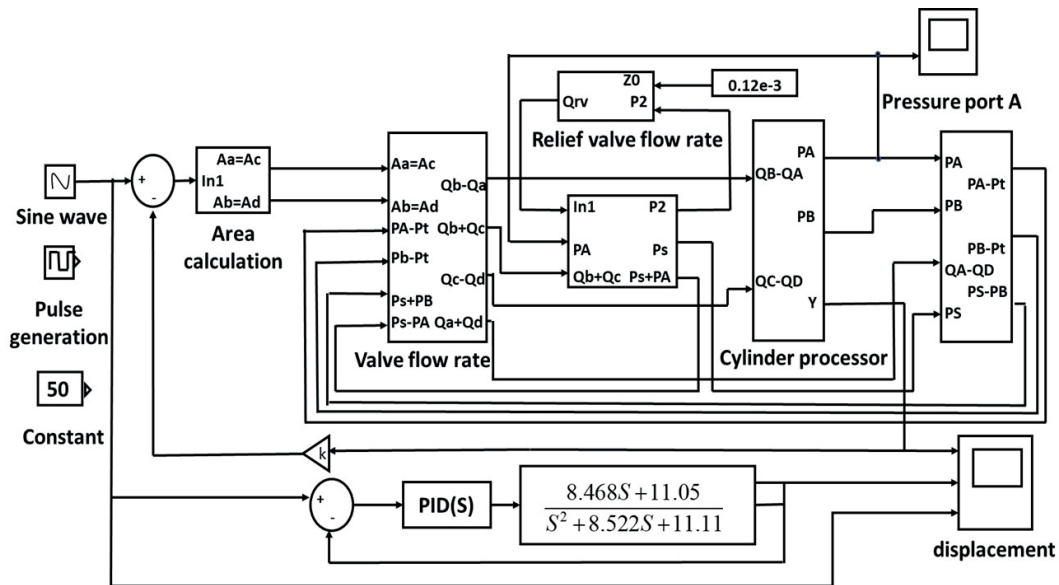 Sine wave
Pulse
generation
50
Constant
+
-
Aa=Ac
In1
Ab=Ad
Area
calculation
Aa=Ac
Qb-Qa
Ab=Ad
PA-Pt
Qb+Qc
Pb-Pt
Qc-Qd
Ps+PB
Ps-PA
Qa+Qd
Valve flow rate
Z0
Qrv
P2
0.12e-3
Relief valve flow rate
In1
P2
PA
Ps
Qb+Qc
Ps+PA
PA
QB-QA
PB
QC-QD
Y
Cylinder processor
Pressure port A
PA
PA-Pt
PB
PB-Pt
QA-QD
PS-PB
PS
k
+
-
PID(S)
8.468S+11.05
S²+8.522S+11.11
displacement